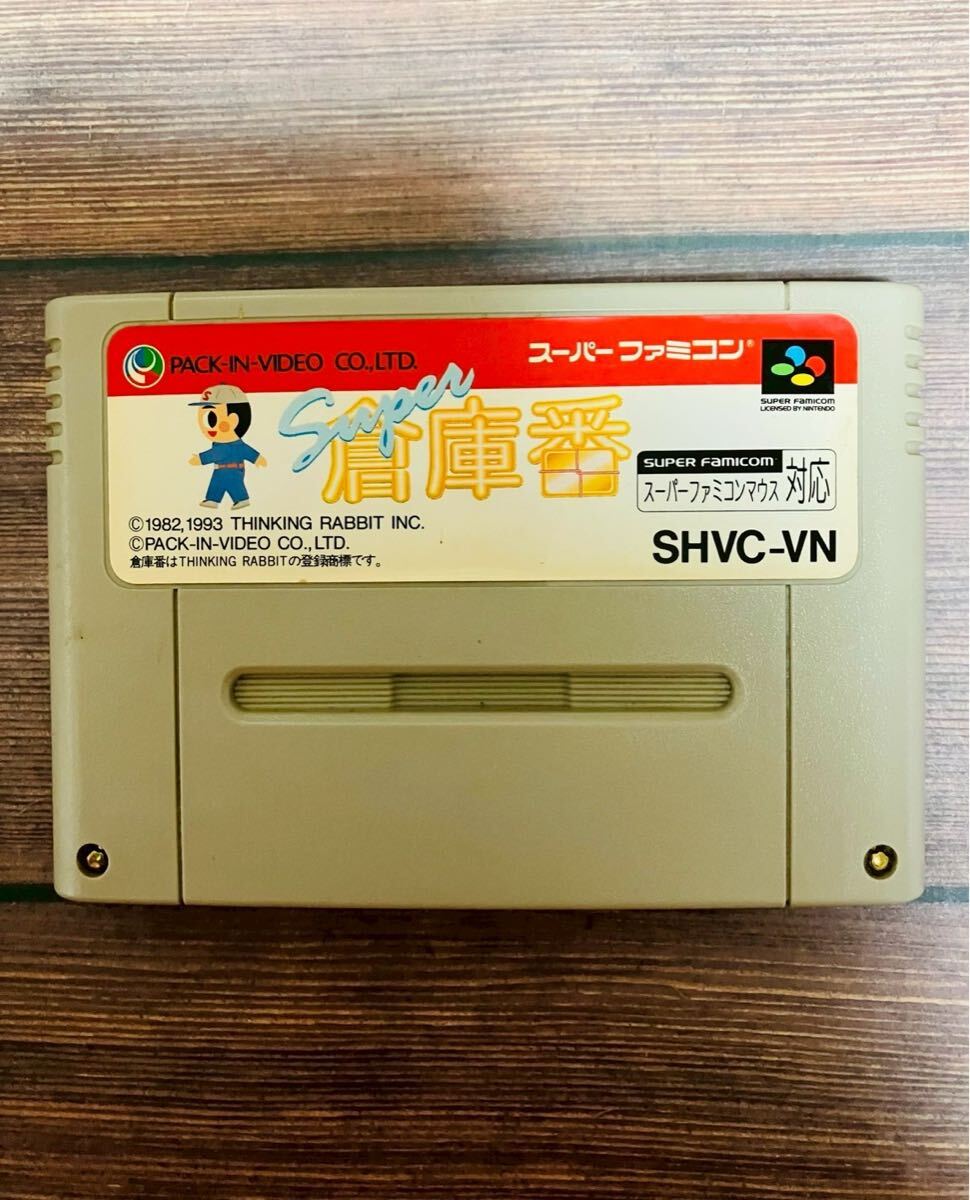 PACK-IN-VIDEO CO.,LTD.
スーパーファミコン®
SUPER FAMICOM
LICENSED BY NINTENDO
S
Super
倉庫番
SUPER FAMICOM
スーパーファミコンマウス 対応
©1982,1993 THINKING RABBIT INC.
©PACK-IN-VIDEO CO.,LTD.
倉庫番はTHINKING RABBITの登録商標です。
SHVC-VN